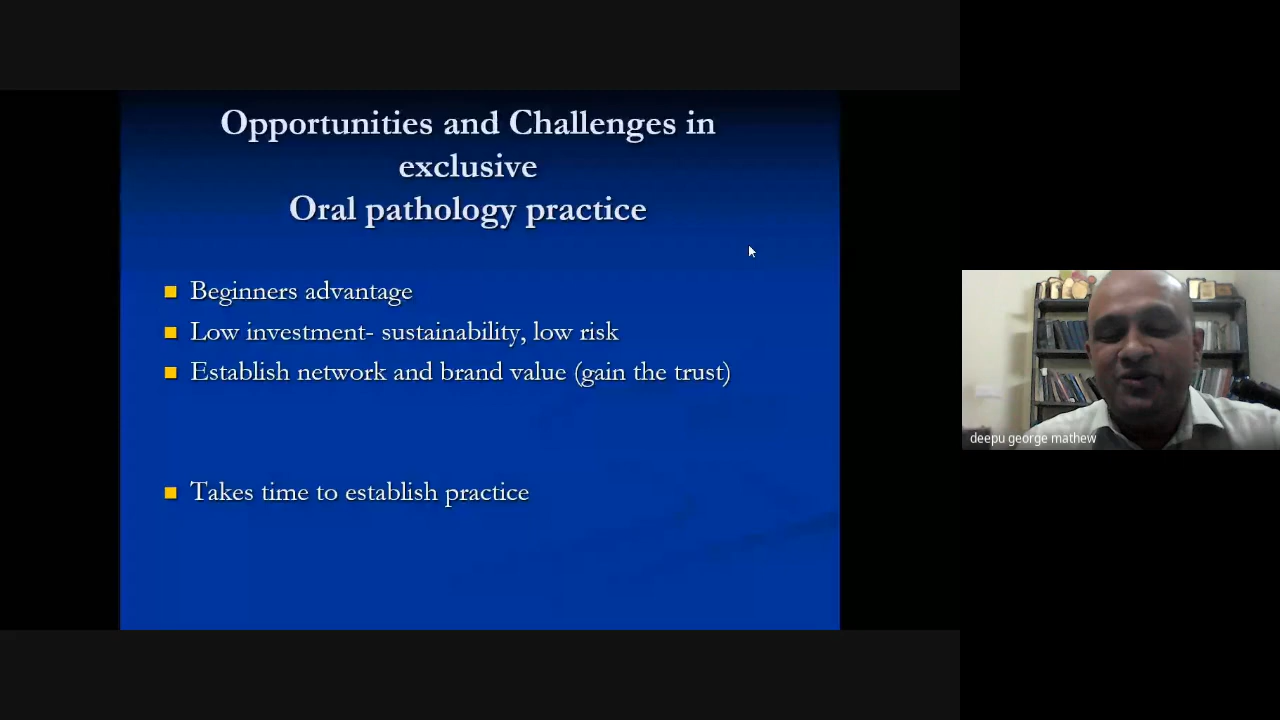 Opportunities and Challenges in
exclusive
Oral pathology practice
Beginners advantage
Low investment- sustainability, low risk
Establish network and brand value (gain the trust)
Takes time to establish practice
deepu george mathew